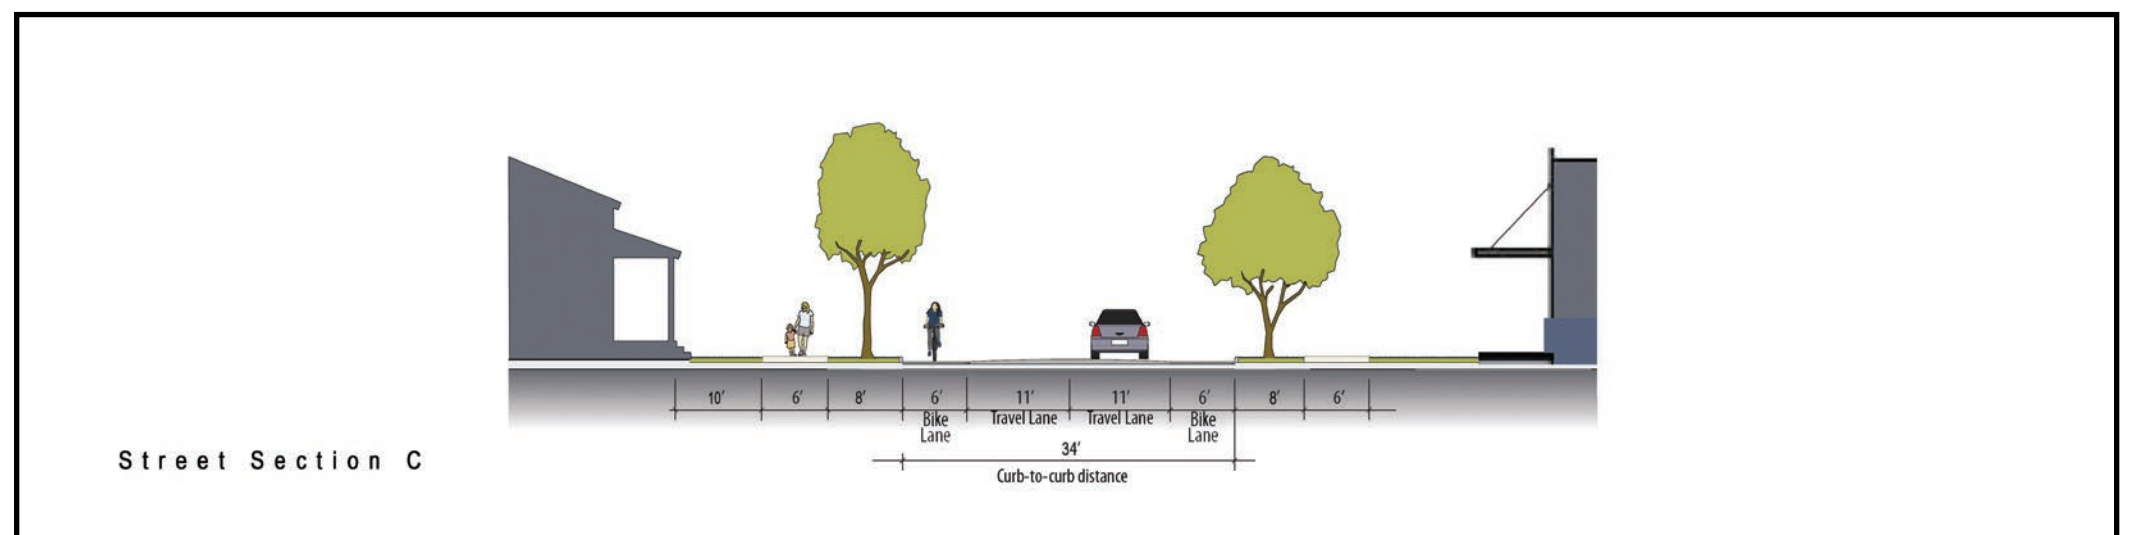 10′ 6′ 8′ 6′ 11′ 11′ 6′ 8′ 6′
Bike Travel Lane Travel Lane Bike
Lane Lane
34′
Street Section C
Curb-to-curb distance